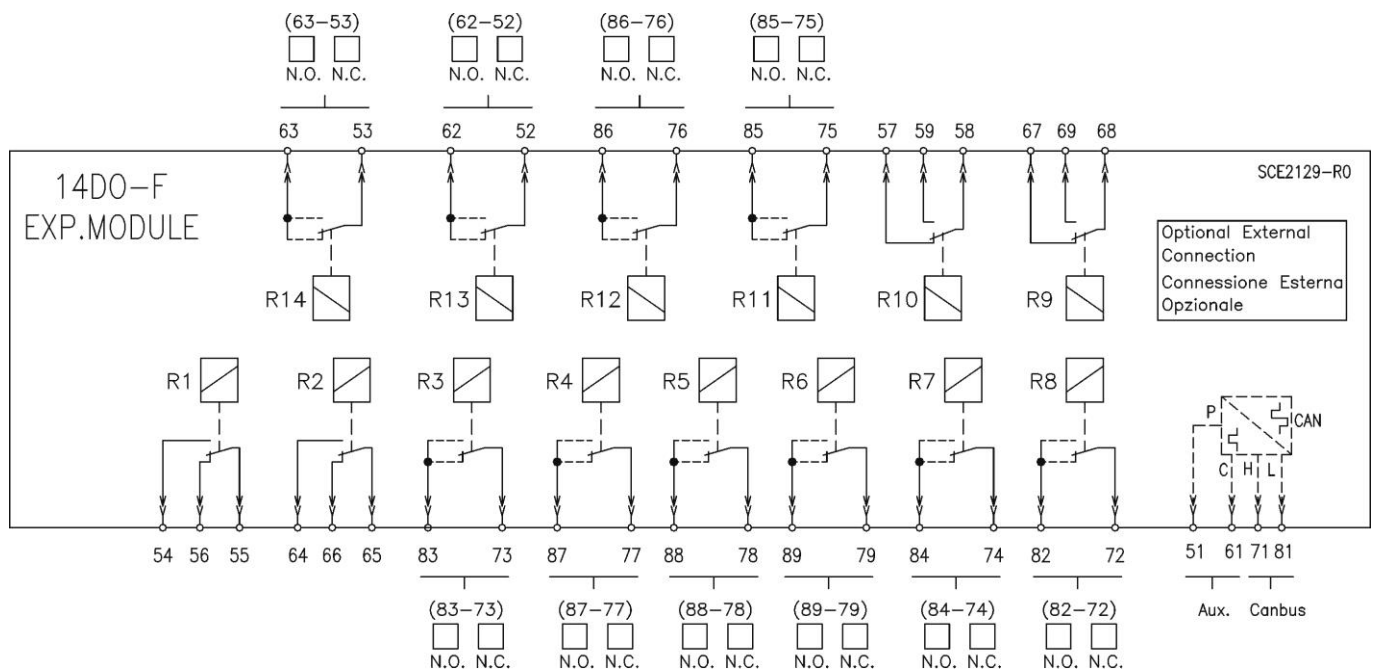 (63-53) (62-52) (86-76) (85-75)
N.O. N.C. N.O. N.C. N.O. N.C. N.O. N.C.
63 53 62 52 86 76 85 75 57 59 58 67 69 68
14DO-F
EXP.MODULE
SCE2129-R0
Optional External
Connection
Connessione Esterna
Opzionale
R14 R13 R12 R11 R10 R9
R1 R2 R3 R4 R5 R6 R7 R8
P CAN
C H L
54 56 55 64 66 65 83 73 87 77 88 78 89 79 84 74 82 72 51 61 71 81
(83-73) (87-77) (88-78) (89-79) (84-74) (82-72) Aux. Canbus
N.O. N.C. N.O. N.C. N.O. N.C. N.O. N.C. N.O. N.C. N.O. N.C.